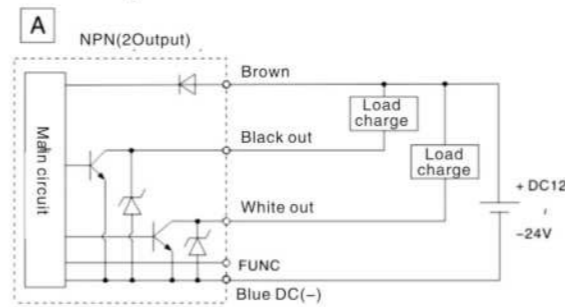 A
NPN(2Output)
Brown
Load
charge
Main circuit
Black out
Load
charge
+ DC12
~
White out
-24V
FUNC
Blue DC(-)